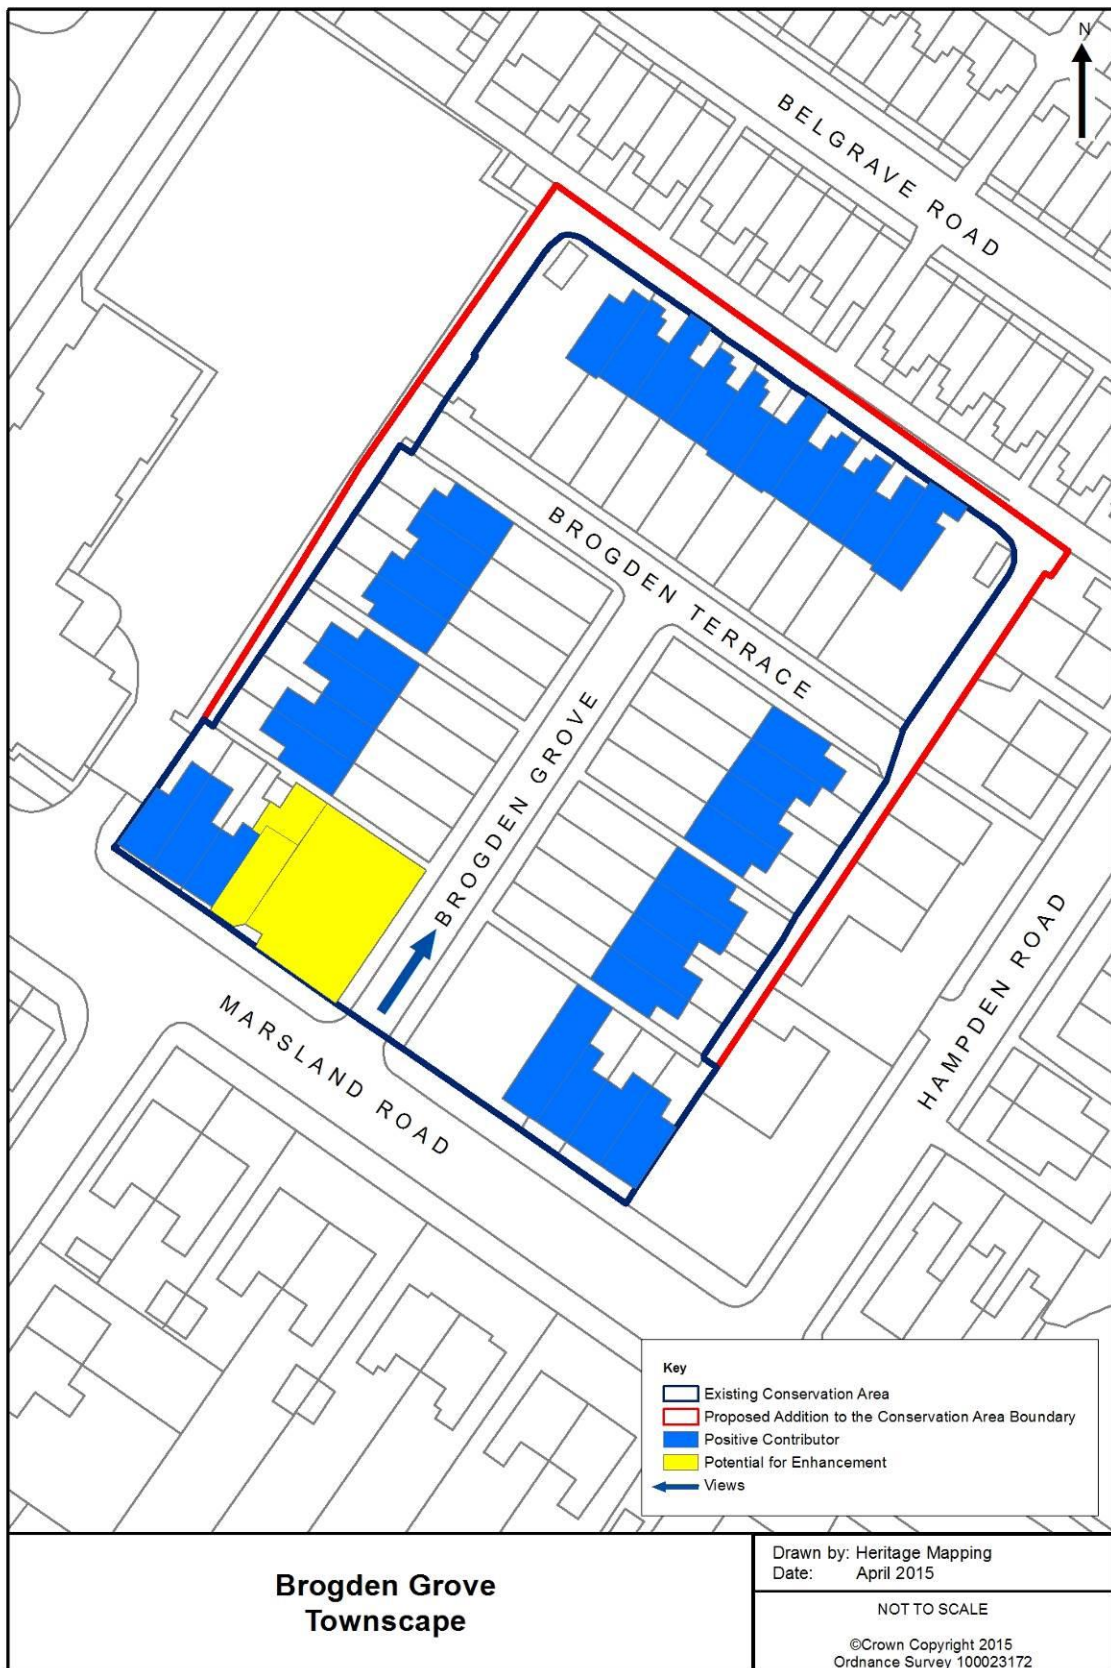 N
BELGRAVE ROAD
BROGDEN TERRACE
BROGDEN GROVE
HAMPDEN ROAD
MARSLAND ROAD
Key
Existing Conservation Area
Proposed Addition to the Conservation Area Boundary
Positive Contributor
Potential for Enhancement
Views
Brogden Grove
Townscape
Drawn by: Heritage Mapping
Date: April 2015
NOT TO SCALE
©Crown Copyright 2015
Ordnance Survey 100023172